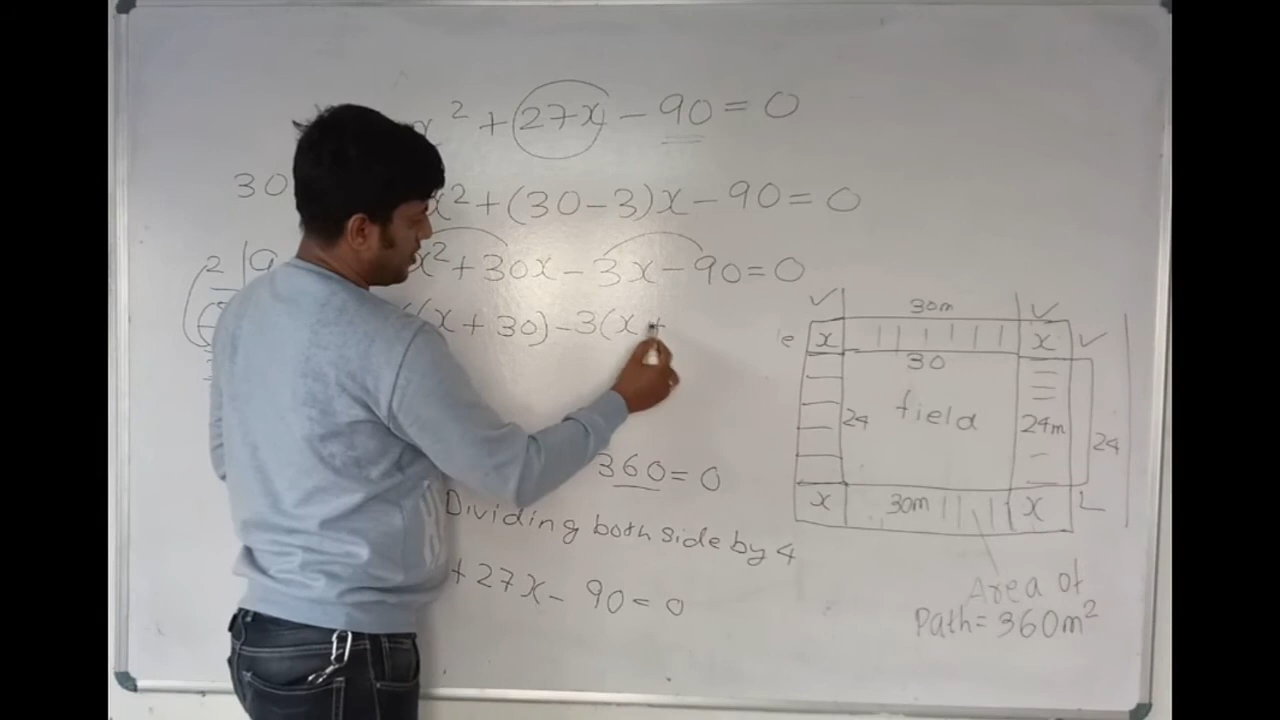 x² + 27x − 90 = 0
30
x² + (30 − 3)x − 90 = 0
2 9
x² + 30x − 3x − 90 = 0
(x + 30) − 3(x +
360 = 0
Dividing both side by 4
+ 27x − 90 = 0
30m
x x
30
24 field 24m 24
x 30m x
Area of
Path = 360m²